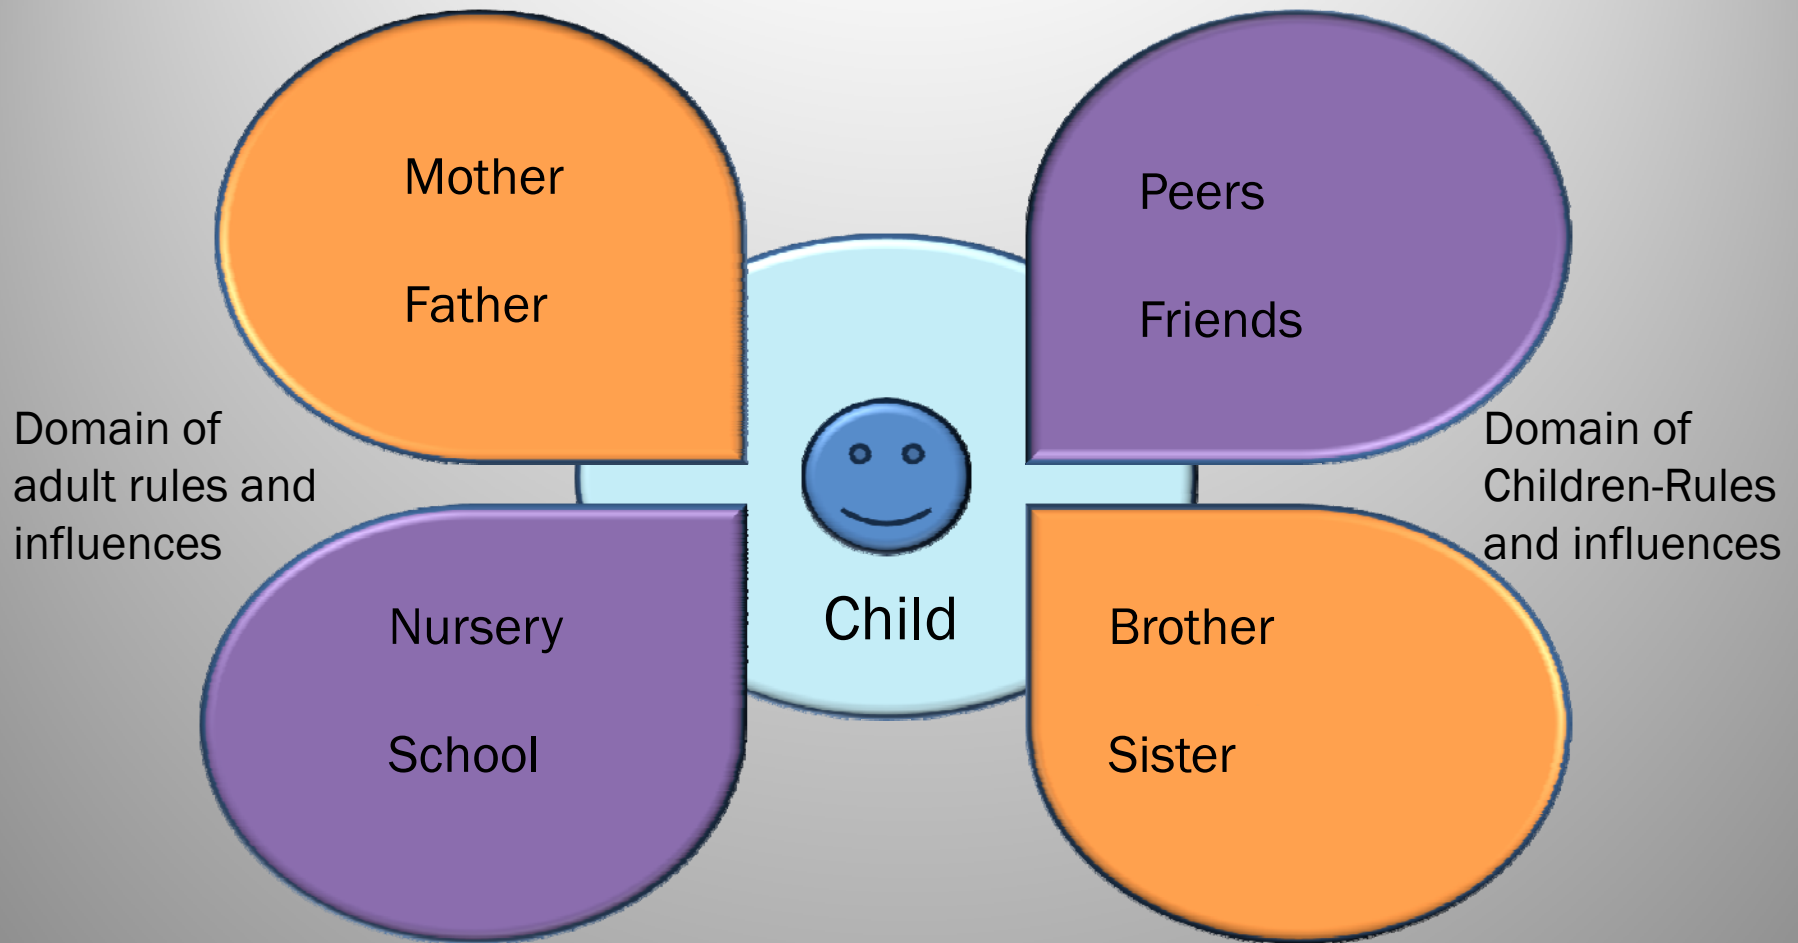 Mother
Father
Peers
Friends
Domain of
adult rules and
influences
Domain of
Children-Rules
and influences
Child
Nursery
School
Brother
Sister